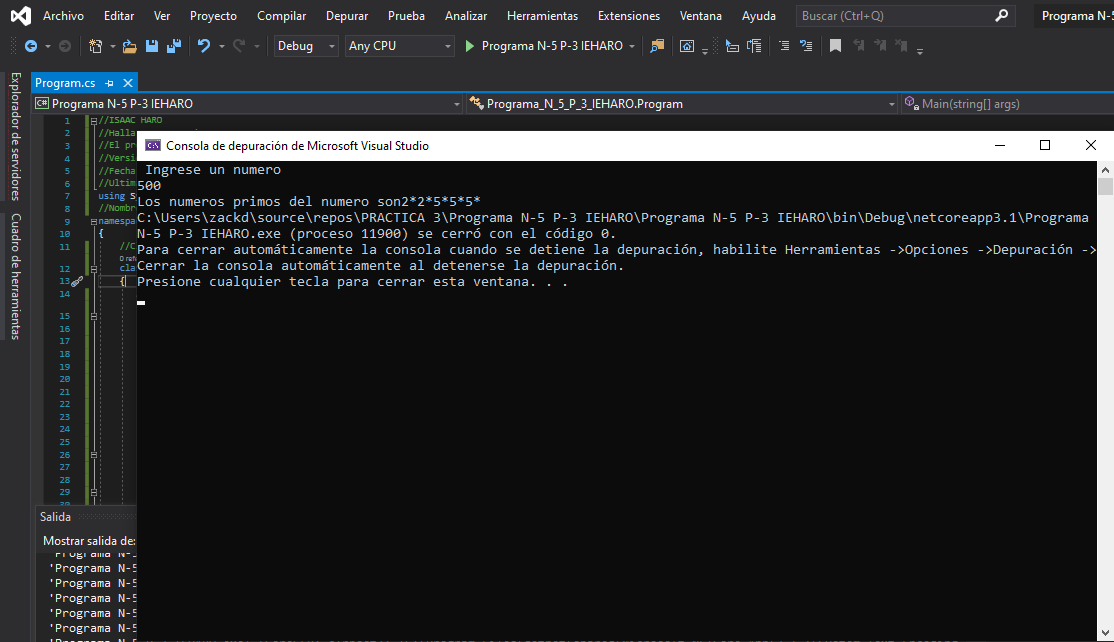 Archivo Editar Ver Proyecto Compilar Depurar Prueba Analizar Herramientas Extensiones Ventana Ayuda Buscar (Ctrl+Q) Programa N-5
Debug Any CPU Programa N-5 P-3 IEHARO
Explorador de servidores
Cuadro de herramientas
Program.cs
C# Programa N-5 P-3 IEHARO Programa_N_5_P_3_IEHARO.Program Main(string[] args)
1 //ISAAC HARO
2 //Halla
3 //El pr
4 //Versi
5 //Fecha
6 //Ultim
7 using S
8 //Nombr
9 namespa
10 {
11 //C
0 refe
12 cla
13 {
14
15
16
17
18
19
20
21
22
23
24
25
26
27
28
29
30
C:\ Consola de depuración de Microsoft Visual Studio
Ingrese un numero
500
Los numeros primos del numero son2*2*5*5*5*
C:\Users\zackd\source\repos\PRACTICA 3\Programa N-5 P-3 IEHARO\Programa N-5 P-3 IEHARO\bin\Debug\netcoreapp3.1\Programa
N-5 P-3 IEHARO.exe (proceso 11900) se cerró con el código 0.
Para cerrar automáticamente la consola cuando se detiene la depuración, habilite Herramientas ->Opciones ->Depuración ->
Cerrar la consola automáticamente al detenerse la depuración.
Presione cualquier tecla para cerrar esta ventana. . .
Salida
Mostrar salida de:
'Programa N-5
'Programa N-5
'Programa N-5
'Programa N-5
'Programa N-5
'Programa N-5